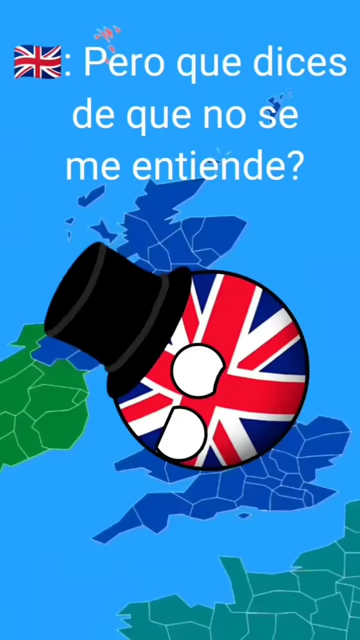 🇬🇧: Pero que dices
de que no se
me entiende?